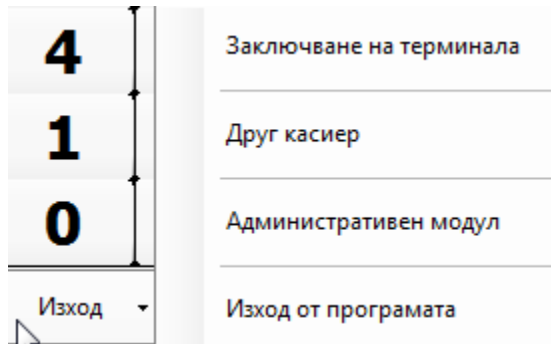 4
1
0
Изход
Заключване на терминала
Друг касиер
Административен модул
Изход от програмата